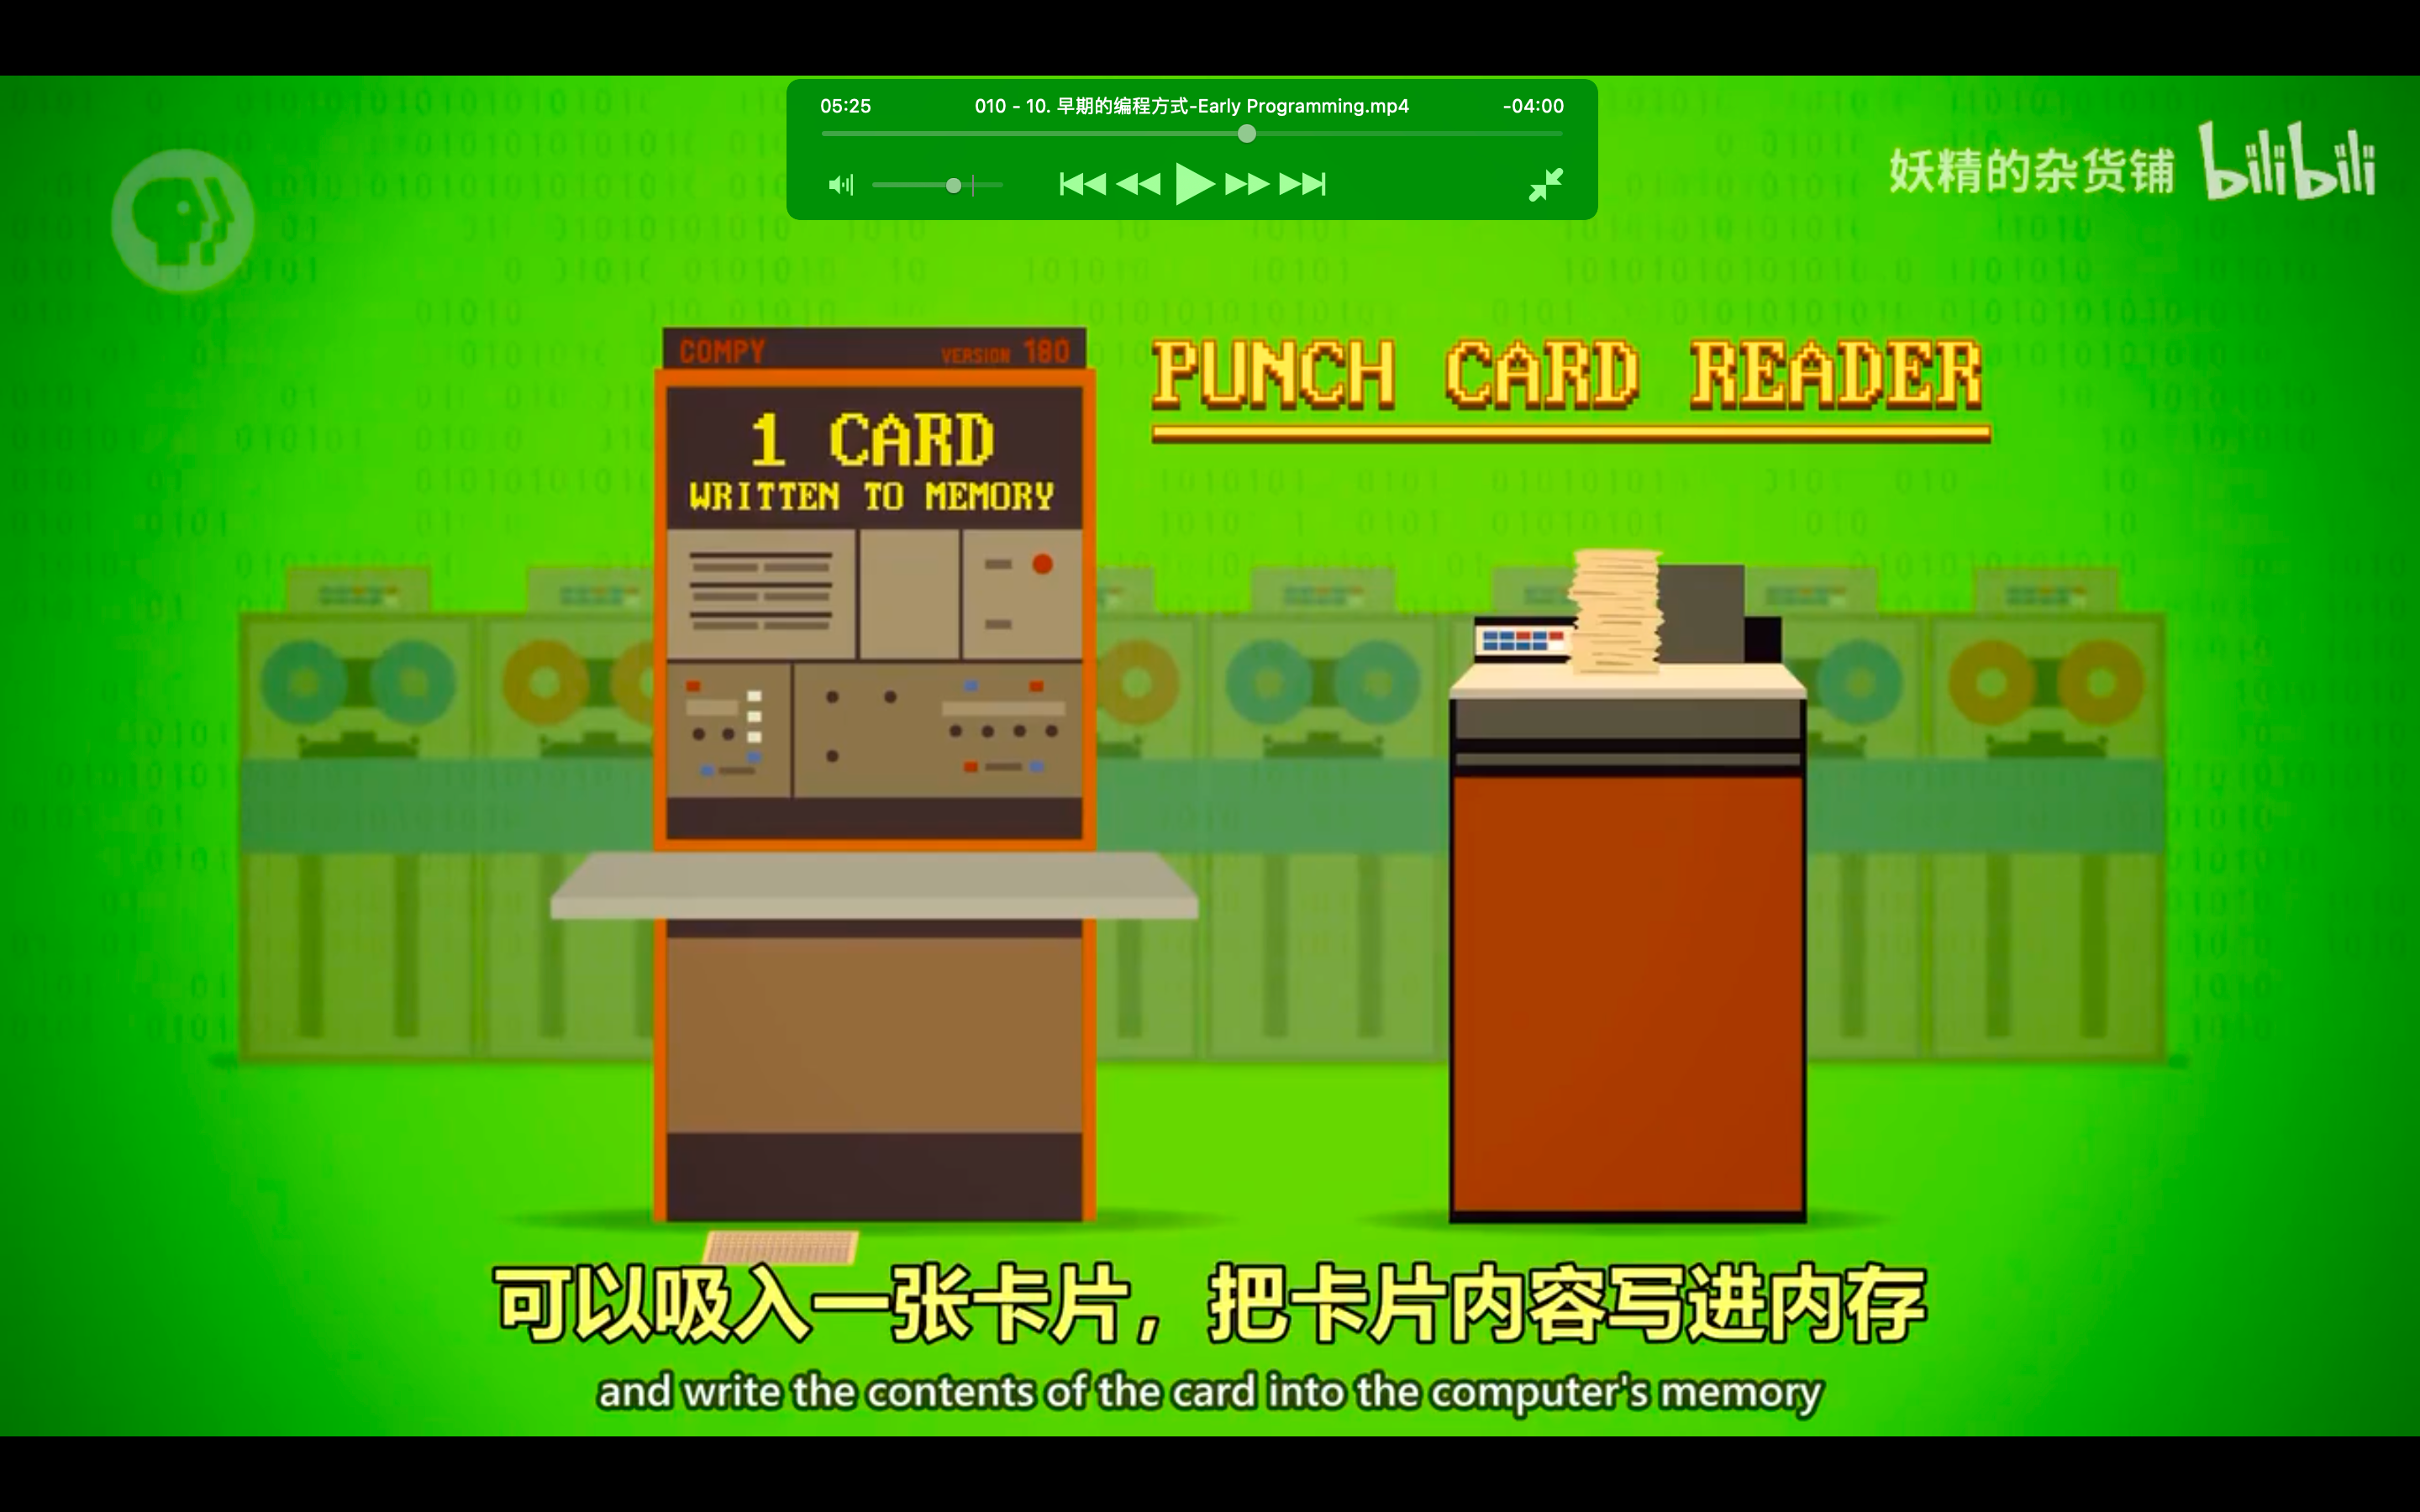 05:25 010 - 10. 早期的编程方式-Early Programming.mp4 -04:00
妖精的杂货铺 bilibili
COMPY VERSION 180
PUNCH CARD READER
1 CARD
WRITTEN TO MEMORY
可以吸入一张卡片，把卡片内容写进内存
and write the contents of the card into the computer's memory